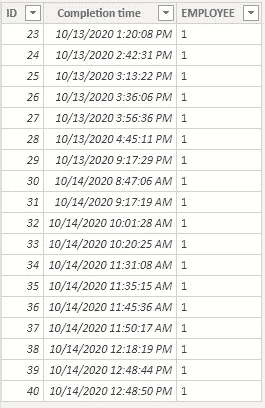 ID Completion time EMPLOYEE
23 10/13/2020 1:20:08 PM 1
24 10/13/2020 2:42:31 PM 1
25 10/13/2020 3:13:22 PM 1
26 10/13/2020 3:36:06 PM 1
27 10/13/2020 3:56:36 PM 1
28 10/13/2020 4:45:11 PM 1
29 10/13/2020 9:17:29 PM 1
30 10/14/2020 8:47:06 AM 1
31 10/14/2020 9:17:19 AM 1
32 10/14/2020 10:01:28 AM 1
33 10/14/2020 10:20:25 AM 1
34 10/14/2020 11:31:08 AM 1
35 10/14/2020 11:35:15 AM 1
36 10/14/2020 11:45:36 AM 1
37 10/14/2020 11:50:17 AM 1
38 10/14/2020 12:18:19 PM 1
39 10/14/2020 12:48:44 PM 1
40 10/14/2020 12:48:50 PM 1